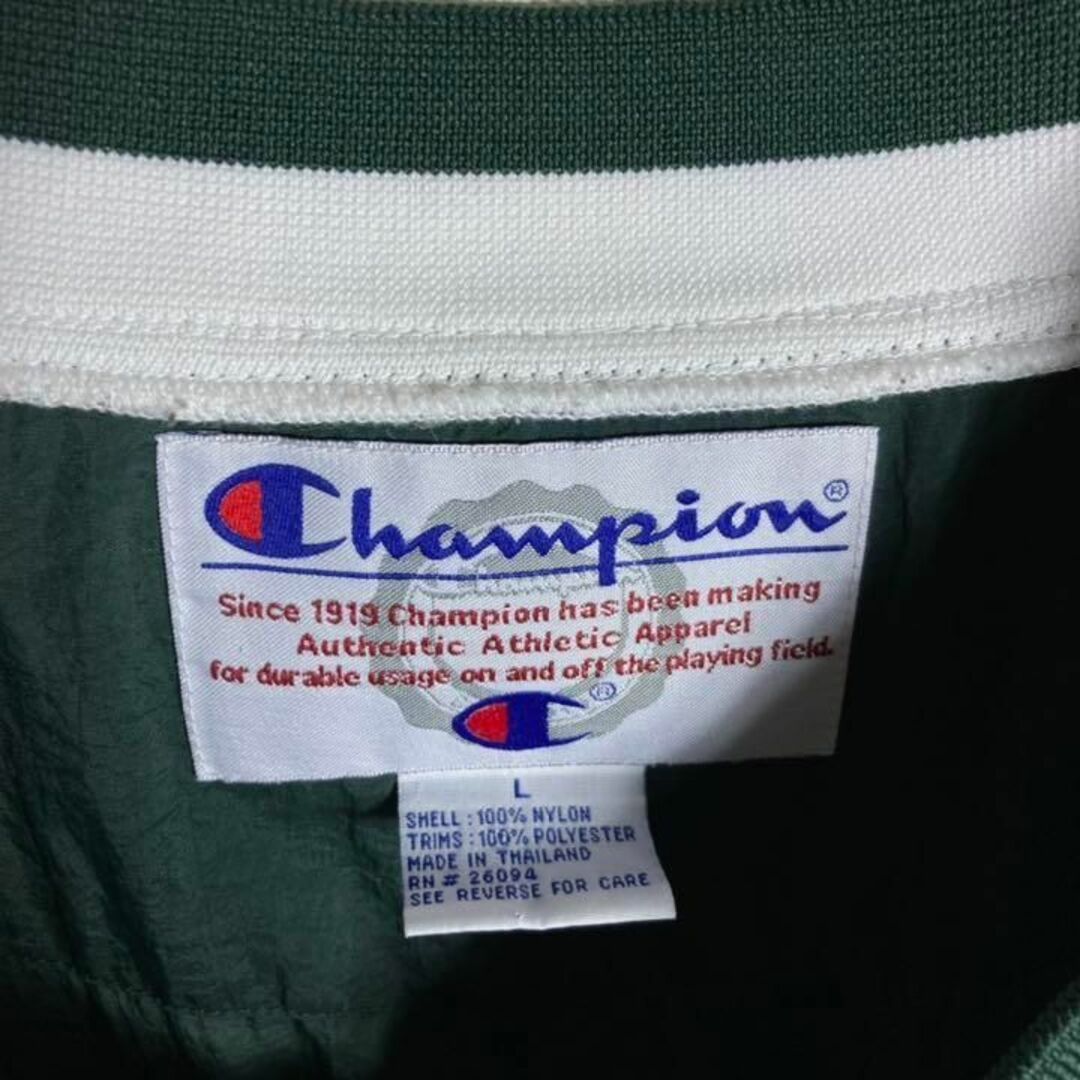 Champion®
Since 1919 Champion has been making
Authentic Athletic Apparel
for durable usage on and off the playing field.
®
L
SHELL : 100% NYLON
TRIMS : 100% POLYESTER
MADE IN THAILAND
RN # 26094
SEE REVERSE FOR CARE